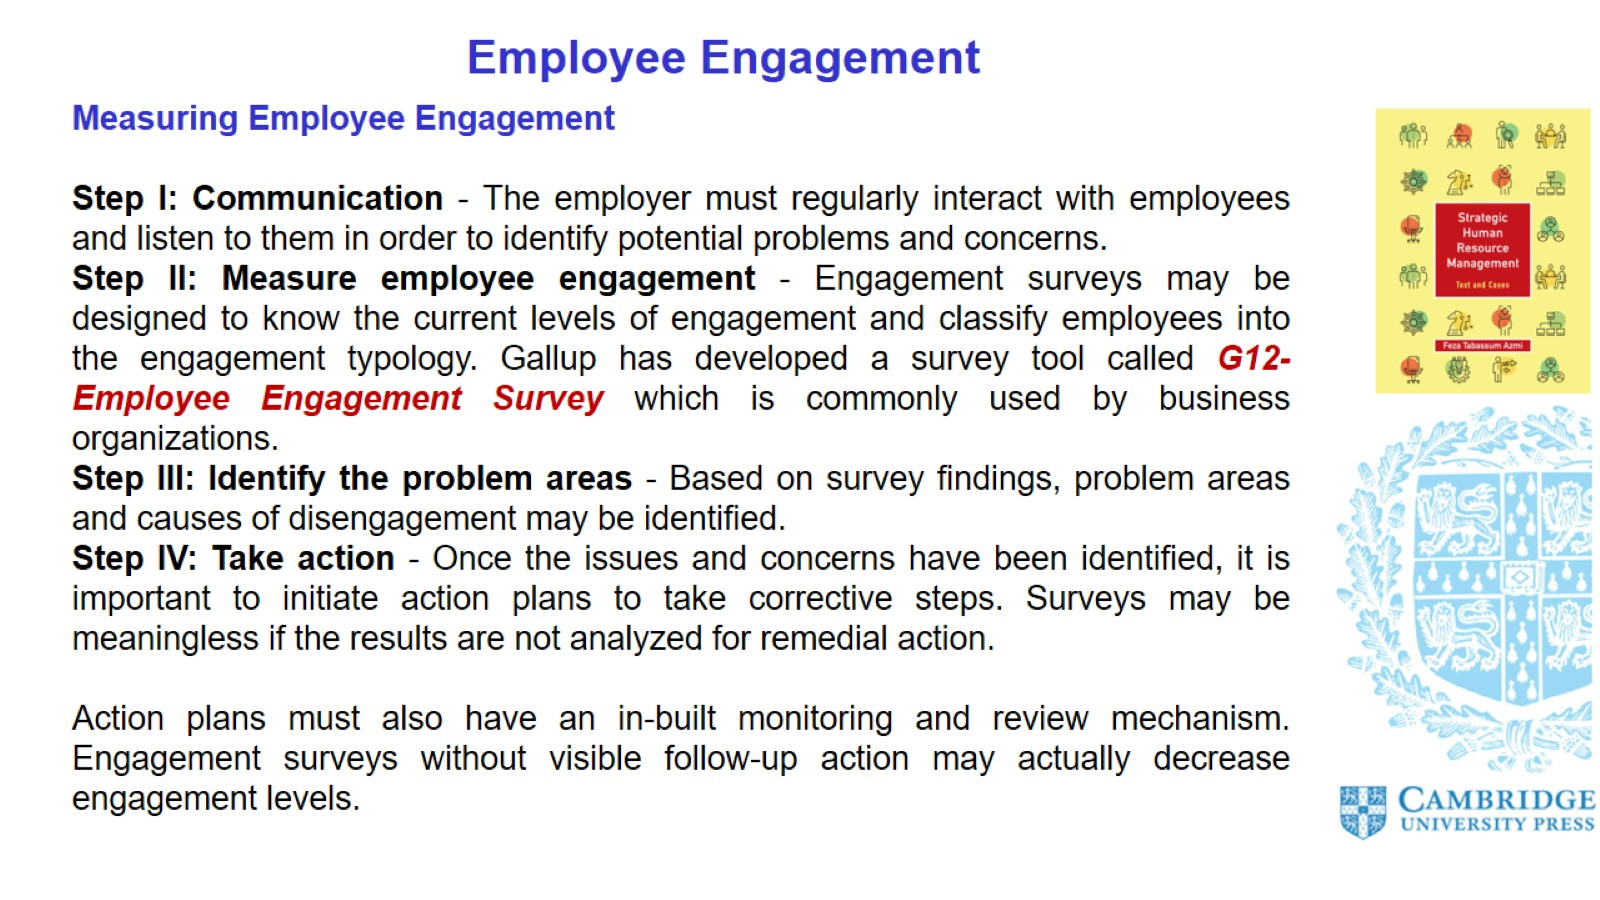 Employee Engagement
Measuring Employee Engagement
Step I: Communication - The employer must regularly interact with employees
and listen to them in order to identify potential problems and concerns.
Step II: Measure employee engagement - Engagement surveys may be
designed to know the current levels of engagement and classify employees into
the engagement typology. Gallup has developed a survey tool called G12-
Employee Engagement Survey which is commonly used by business
organizations.
Step III: Identify the problem areas - Based on survey findings, problem areas
and causes of disengagement may be identified.
Step IV: Take action - Once the issues and concerns have been identified, it is
important to initiate action plans to take corrective steps. Surveys may be
meaningless if the results are not analyzed for remedial action.
Action plans must also have an in-built monitoring and review mechanism.
Engagement surveys without visible follow-up action may actually decrease
engagement levels.
Strategic
Human
Resource
Management
Text and Cases
Feza Tabassum Azmi
CAMBRIDGE
UNIVERSITY PRESS